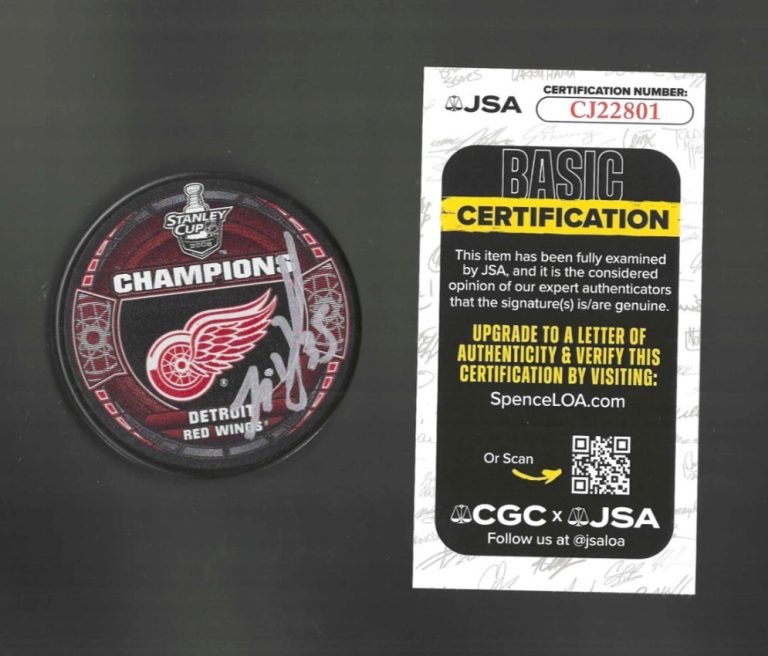 STANLEY
CUP
2008
CHAMPIONS
DETROIT
RED WINGS
JSA
CERTIFICATION NUMBER:
CJ22801
BASIC
CERTIFICATION
This item has been fully examined
by JSA, and it is the considered
opinion of our expert authenticators
that the signature(s) is/are genuine.
UPGRADE TO A LETTER OF
AUTHENTICITY & VERIFY THIS
CERTIFICATION BY VISITING:
SpenceLOA.com
Or Scan
CGC x JSA
Follow us at @jsaloa